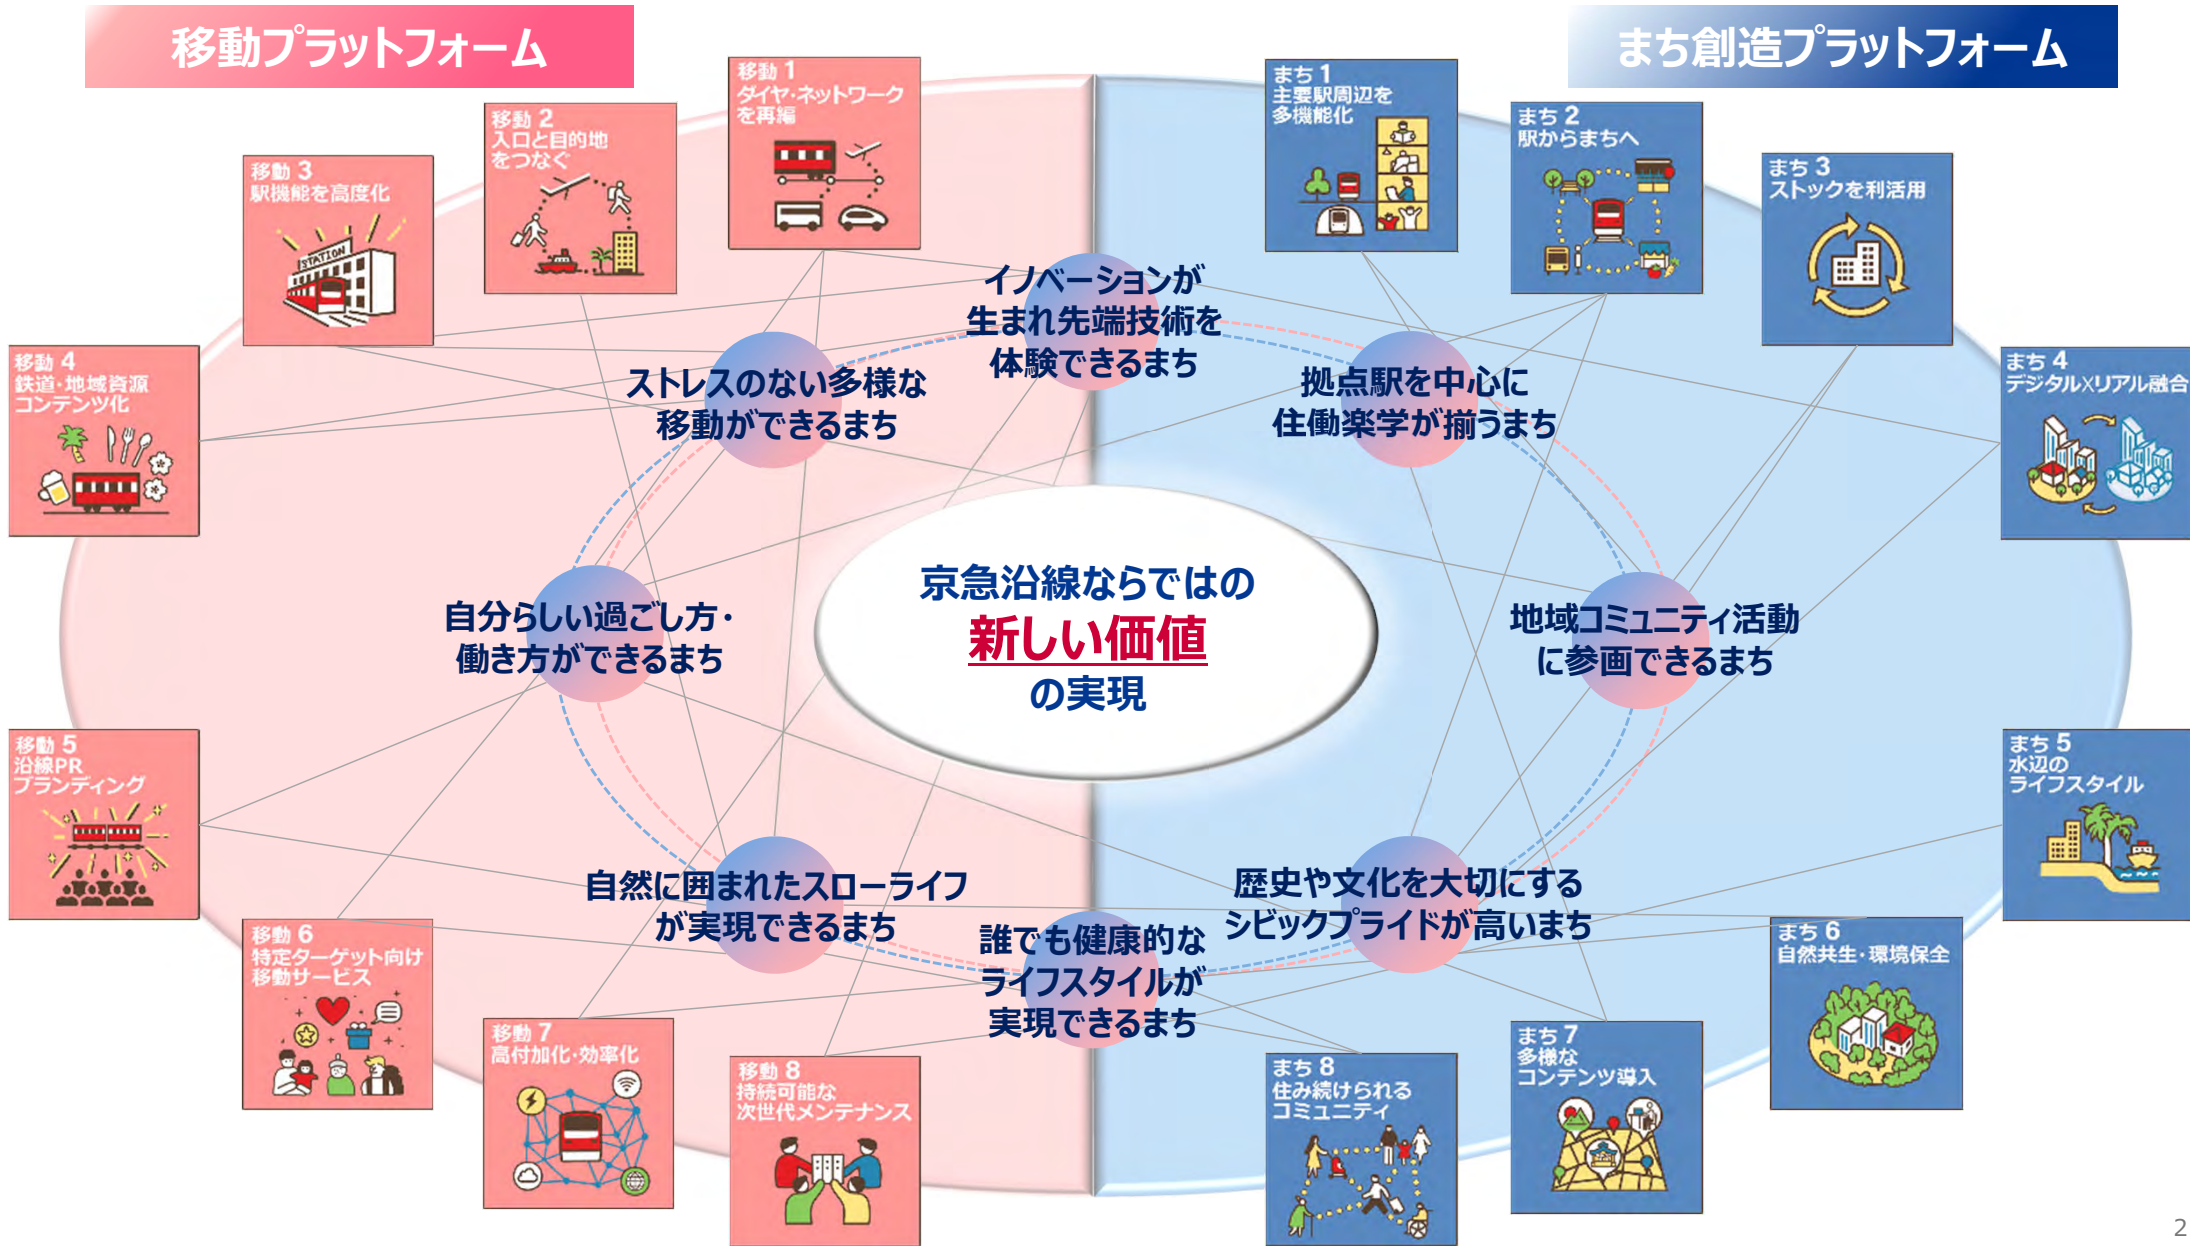 移動プラットフォーム
まち創造プラットフォーム
移動 1
ダイヤ・ネットワーク
を再編
移動 2
入口と目的地
をつなぐ
移動 3
駅機能を高度化
STATION
移動 4
鉄道・地域資源
コンテンツ化
移動 5
沿線PR
ブランディング
移動 6
特定ターゲット向け
移動サービス
移動 7
高付加化・効率化
移動 8
持続可能な
次世代メンテナンス
まち 1
主要駅周辺を
多機能化
まち 2
駅からまちへ
まち 3
ストックを利活用
まち 4
デジタル×リアル融合
まち 5
水辺の
ライフスタイル
まち 6
自然共生・環境保全
まち 7
多様な
コンテンツ導入
まち 8
住み続けられる
コミュニティ
イノベーションが
生まれ先端技術を
体験できるまち
ストレスのない多様な
移動ができるまち
拠点駅を中心に
住働楽学が揃うまち
自分らしい過ごし方・
働き方ができるまち
京急沿線ならではの
新しい価値
の実現
地域コミュニティ活動
に参画できるまち
自然に囲まれたスローライフ
が実現できるまち
誰でも健康的な
ライフスタイルが
実現できるまち
歴史や文化を大切にする
シビックプライドが高いまち
2